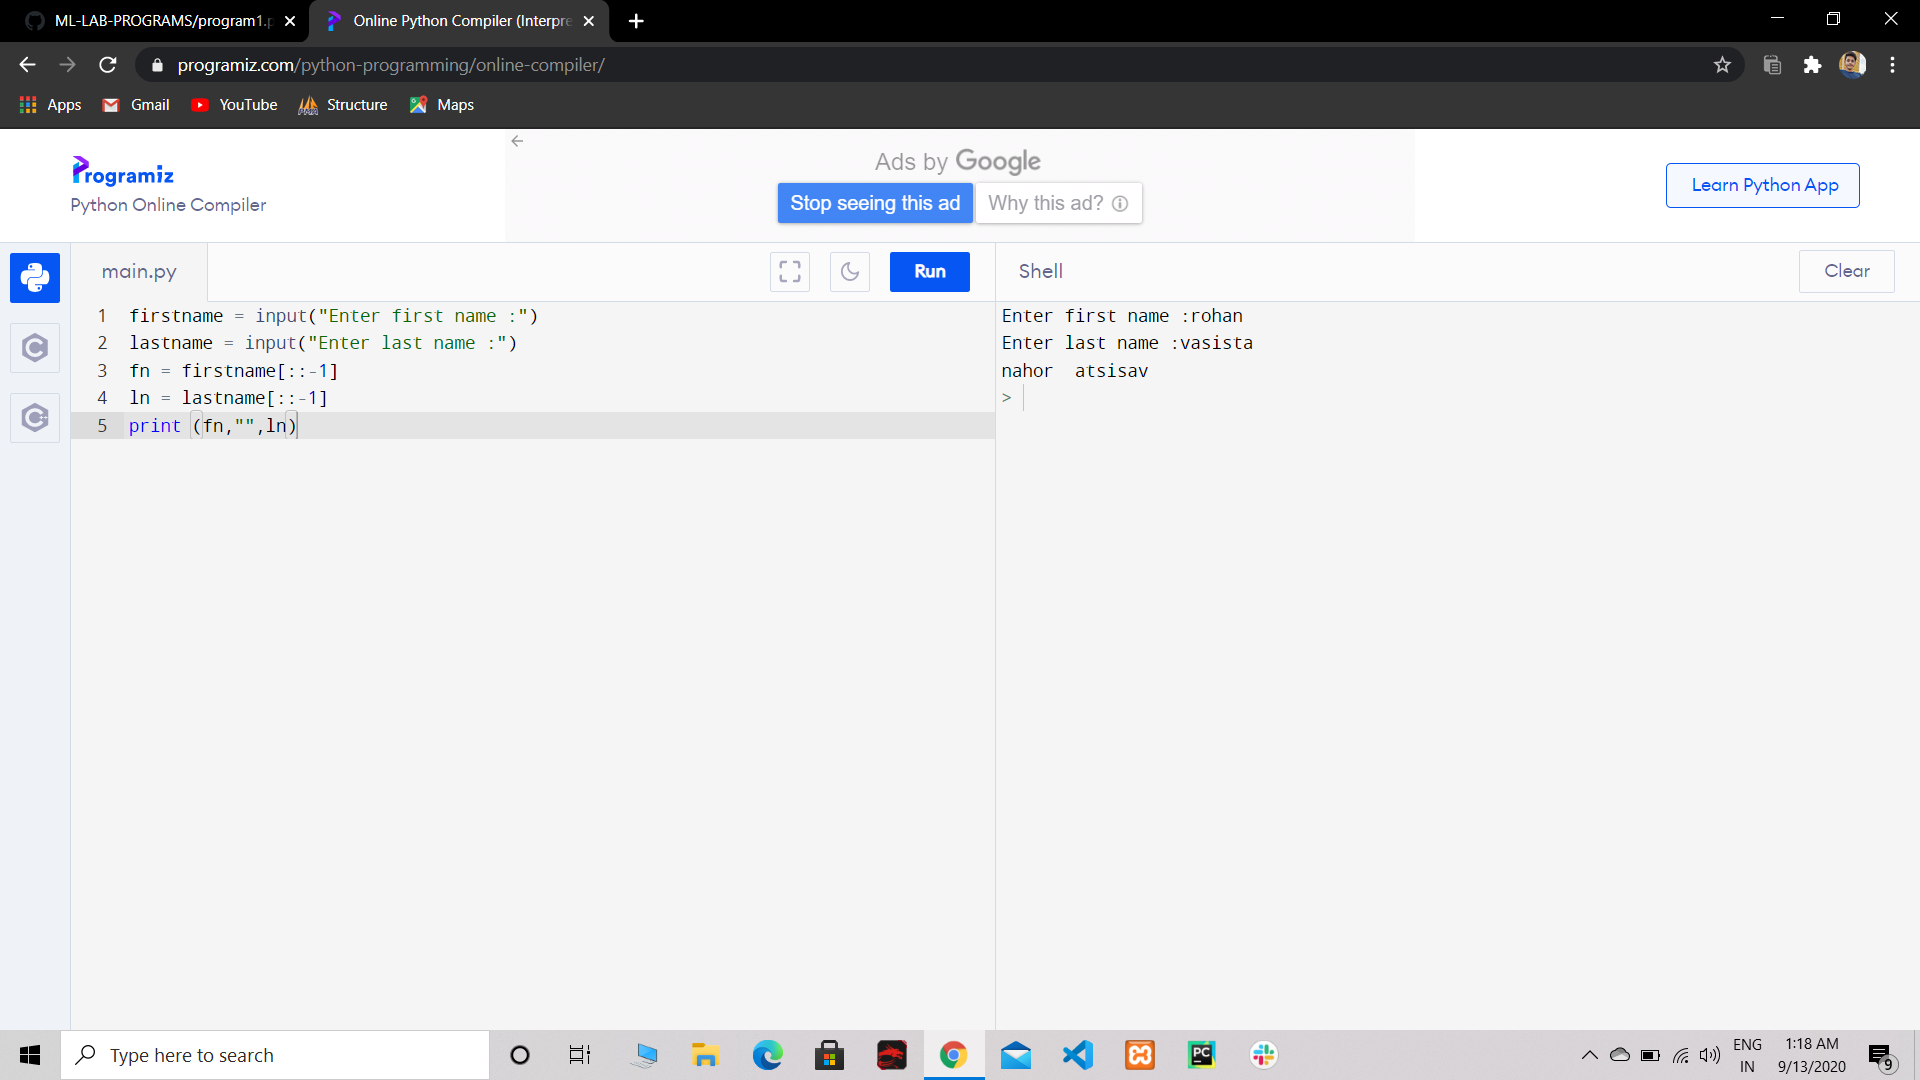 ML-LAB-PROGRAMS/program1.p
Online Python Compiler (Interpre
programiz.com/python-programming/online-compiler/
Apps Gmail YouTube Structure Maps
Programiz
Python Online Compiler
Ads by Google
Stop seeing this ad Why this ad?
Learn Python App
main.py
Run
Shell
Clear
1 firstname = input("Enter first name :")
2 lastname = input("Enter last name :")
3 fn = firstname[::-1]
4 ln = lastname[::-1]
5 print (fn,"",ln)
Enter first name :rohan
Enter last name :vasista
nahor  atsisav
>
Type here to search
ENG
IN
1:18 AM
9/13/2020
9